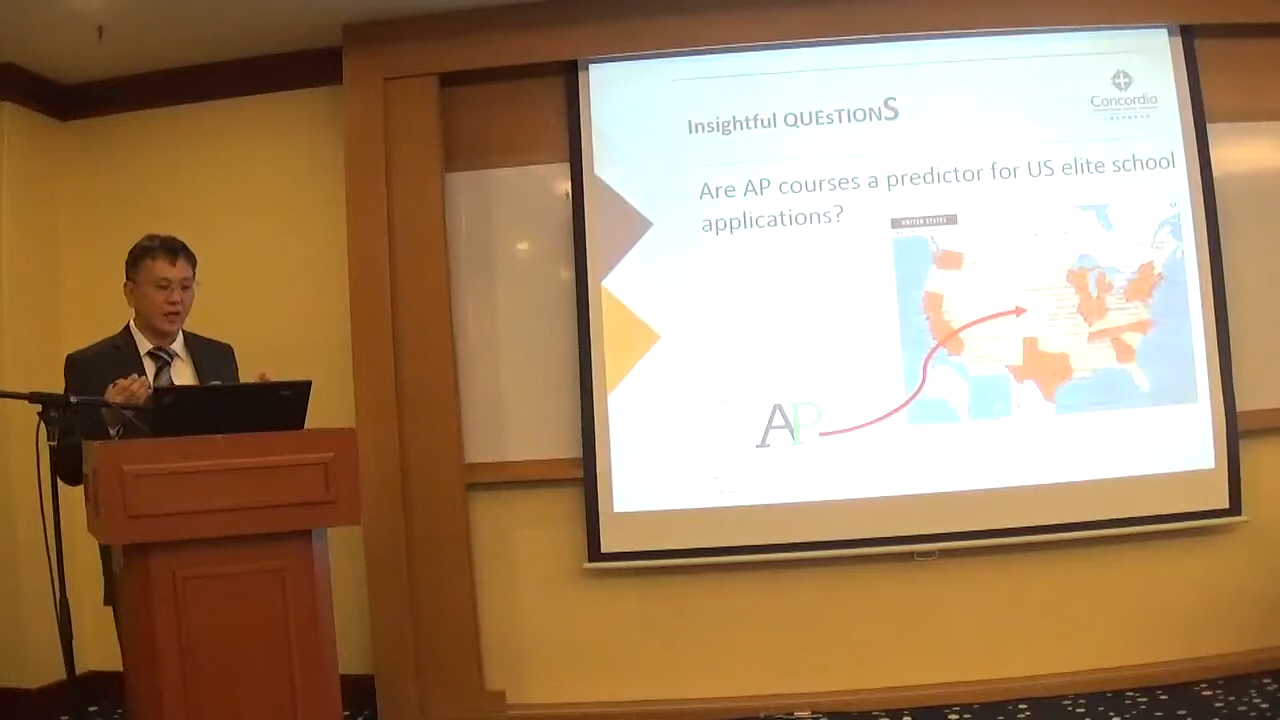 Insightful QUEsTIONS
Concordia
Are AP courses a predictor for US elite school
applications?
UNITED STATES
AP